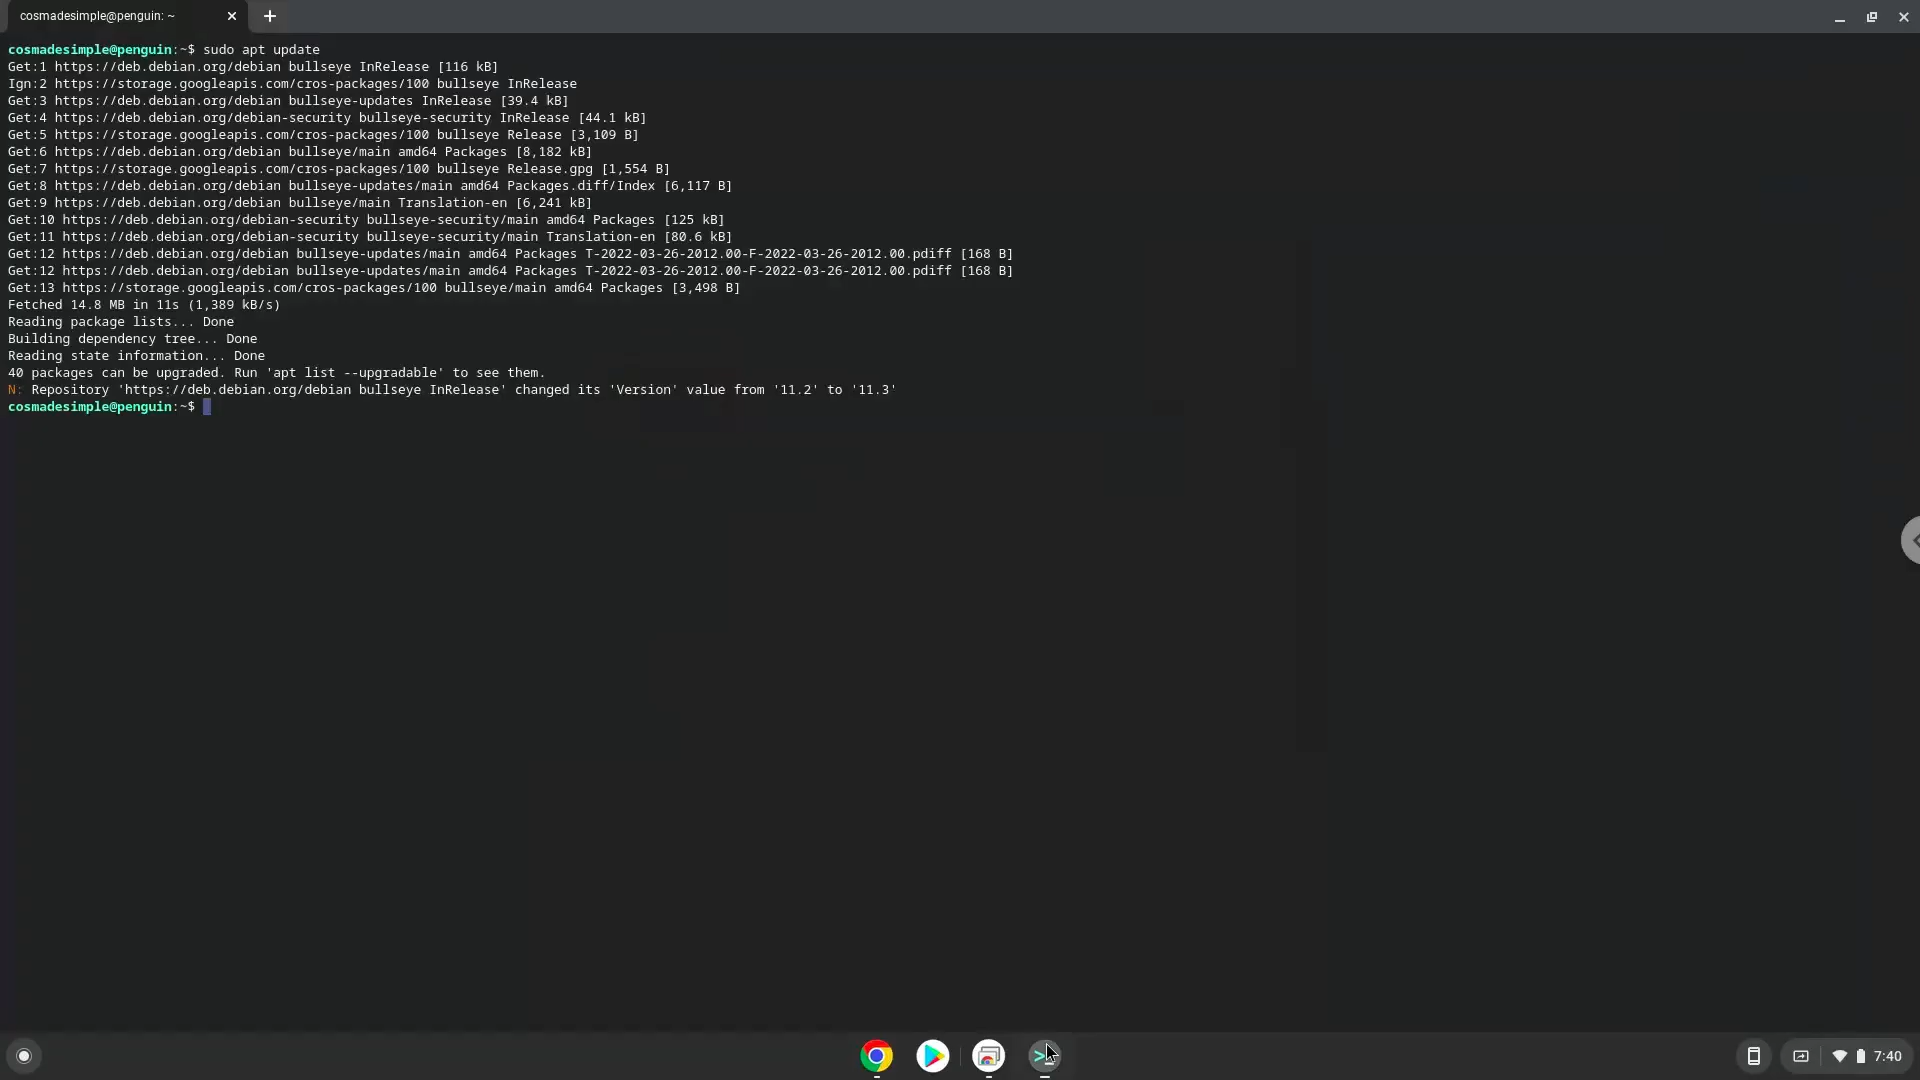 cosmadesimple@penguin: ~
cosmadesimple@penguin:~$ sudo apt update
Get:1 https://deb.debian.org/debian bullseye InRelease [116 kB]
Ign:2 https://storage.googleapis.com/cros-packages/100 bullseye InRelease
Get:3 https://deb.debian.org/debian bullseye-updates InRelease [39.4 kB]
Get:4 https://deb.debian.org/debian-security bullseye-security InRelease [44.1 kB]
Get:5 https://storage.googleapis.com/cros-packages/100 bullseye Release [3,109 B]
Get:6 https://deb.debian.org/debian bullseye/main amd64 Packages [8,182 kB]
Get:7 https://storage.googleapis.com/cros-packages/100 bullseye Release.gpg [1,554 B]
Get:8 https://deb.debian.org/debian bullseye-updates/main amd64 Packages.diff/Index [6,117 B]
Get:9 https://deb.debian.org/debian bullseye/main Translation-en [6,241 kB]
Get:10 https://deb.debian.org/debian-security bullseye-security/main amd64 Packages [125 kB]
Get:11 https://deb.debian.org/debian-security bullseye-security/main Translation-en [80.6 kB]
Get:12 https://deb.debian.org/debian bullseye-updates/main amd64 Packages T-2022-03-26-2012.00-F-2022-03-26-2012.00.pdiff [168 B]
Get:12 https://deb.debian.org/debian bullseye-updates/main amd64 Packages T-2022-03-26-2012.00-F-2022-03-26-2012.00.pdiff [168 B]
Get:13 https://storage.googleapis.com/cros-packages/100 bullseye/main amd64 Packages [3,498 B]
Fetched 14.8 MB in 11s (1,389 kB/s)
Reading package lists... Done
Building dependency tree... Done
Reading state information... Done
40 packages can be upgraded. Run 'apt list --upgradable' to see them.
N: Repository 'https://deb.debian.org/debian bullseye InRelease' changed its 'Version' value from '11.2' to '11.3'
cosmadesimple@penguin:~$
7:40